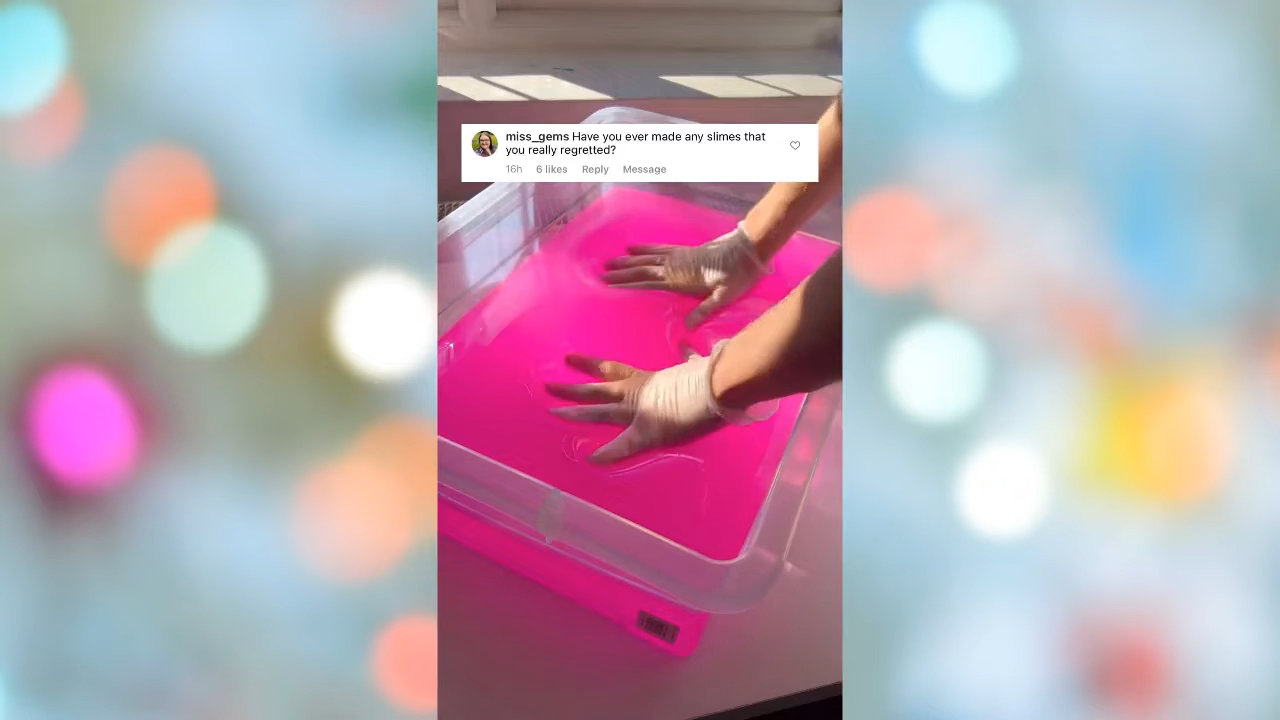 miss_gems Have you ever made any slimes that
you really regretted?
16h 6 likes Reply Message